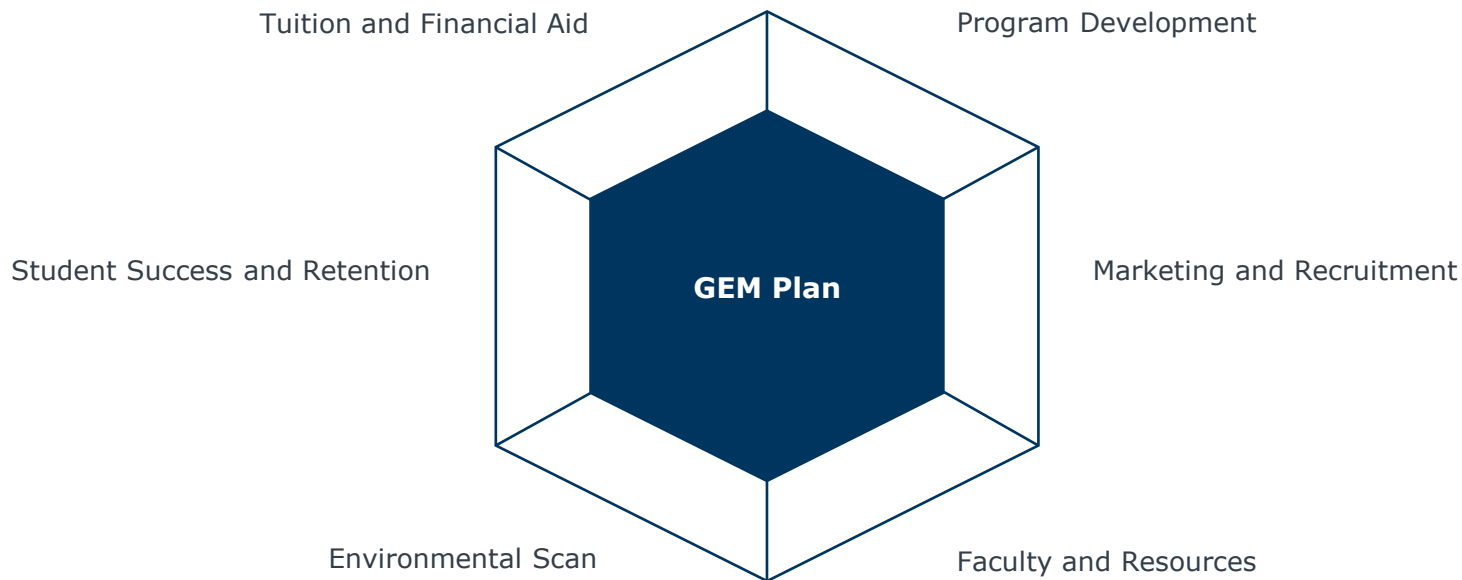 Tuition and Financial Aid
Program Development
Student Success and Retention
GEM Plan
Marketing and Recruitment
Environmental Scan
Faculty and Resources